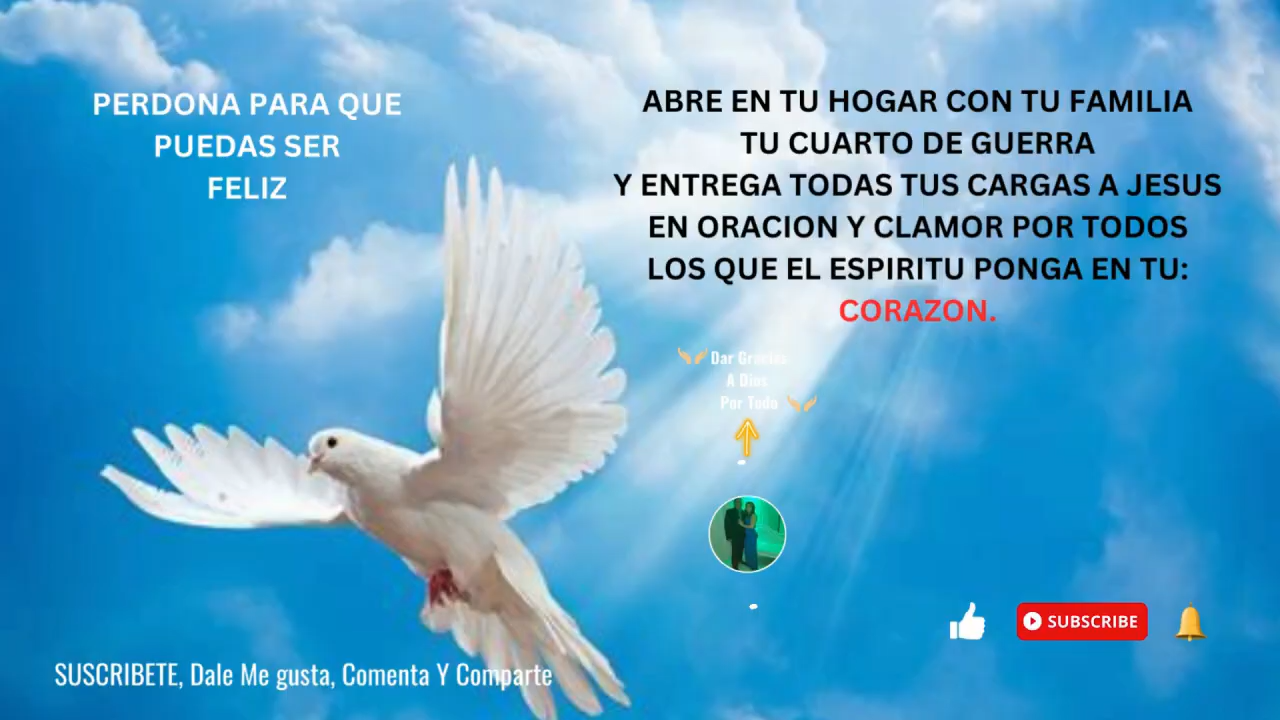 PERDONA PARA QUE
PUEDAS SER
FELIZ
ABRE EN TU HOGAR CON TU FAMILIA
TU CUARTO DE GUERRA
Y ENTREGA TODAS TUS CARGAS A JESUS
EN ORACION Y CLAMOR POR TODOS
LOS QUE EL ESPIRITU PONGA EN TU:
CORAZON.
Dar Gracias
A Dios
Por Todo
SUBSCRIBE
SUSCRIBETE, Dale Me gusta, Comenta Y Comparte